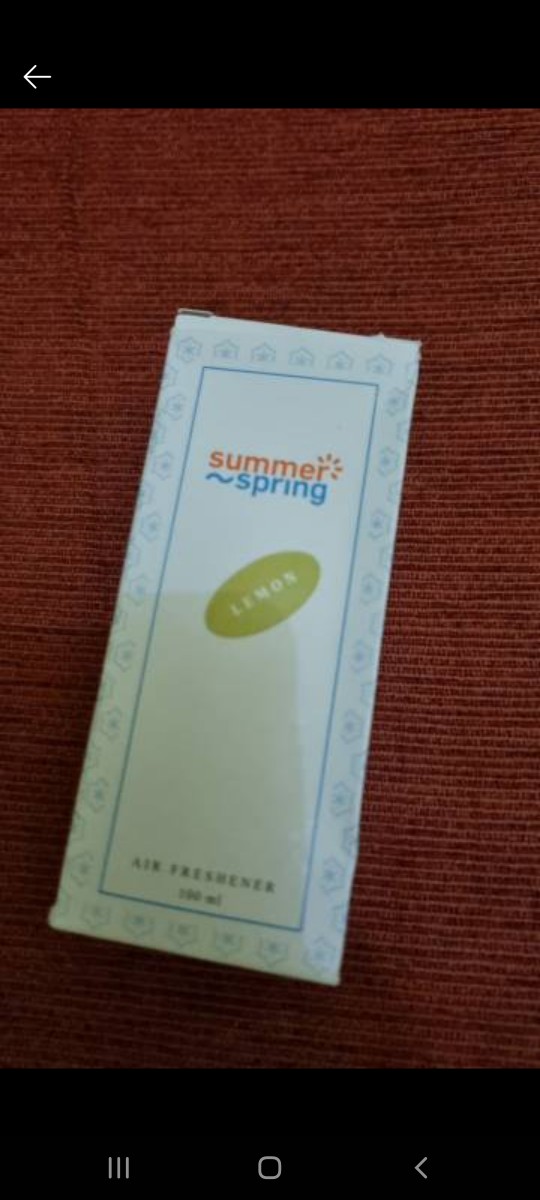 summer
~spring
LEMON
AIR FRESHENER
100 ml